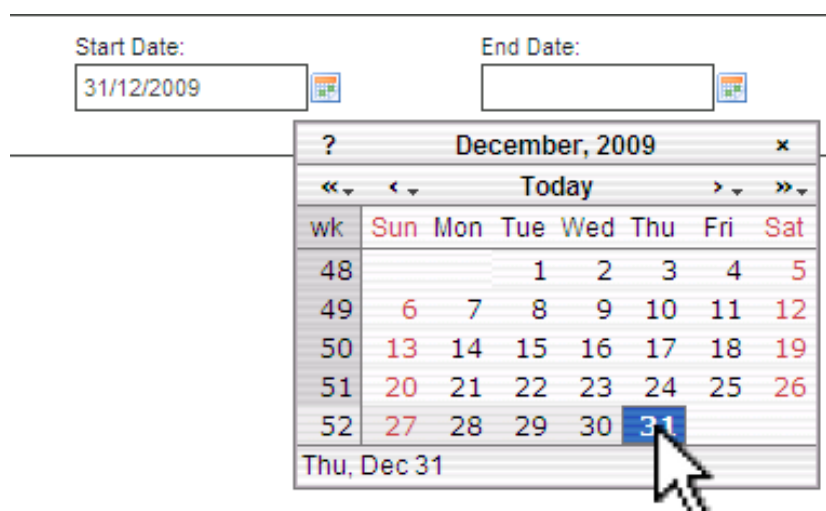 Start Date: End Date:
31/12/2009
? December, 2009 ×
«  ‹  Today  ›  »
wk Sun Mon Tue Wed Thu Fri Sat
48 1 2 3 4 5
49 6 7 8 9 10 11 12
50 13 14 15 16 17 18 19
51 20 21 22 23 24 25 26
52 27 28 29 30 31
Thu, Dec 31